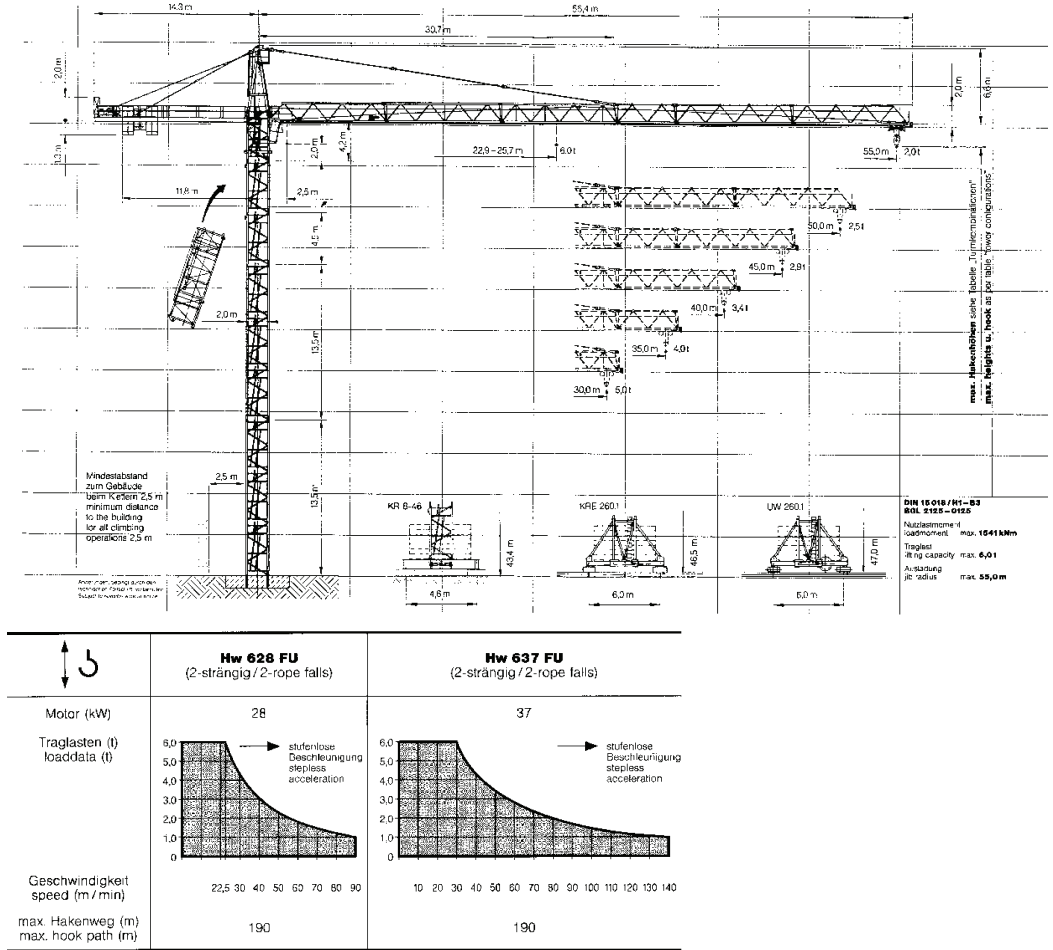 14,3 m
55,4 m
30,7 m
2,0 m
2,0 m
6,6 m
4,2 m
2,0 m
22,9 – 25,7 m
6,0 t
55,0 m
2,0 t
11,8 m
2,5 m
50,0 m
2,5 t
4,5 m
45,0 m
2,9 t
40,0 m
3,4 t
2,0 m
35,0 m
4,0 t
13,5 m
30,0 m
5,0 t
max. Hakenhöhen siehe Tabelle „Turmkombinationen"
max. heights u. hook as per table "tower configurations"
Mindestabstand
zum Gebäude
beim Klettern 2,5 m
minimum distance
to the building
for all climbing
operations 2,5 m
2,5 m
13,5 m
KR 6-46
43,4 m
4,6 m
KRE 260.1
46,5 m
6,0 m
UW 260.1
47,0 m
6,0 m
DIN 15018 / H1 – B3
BGL 2125 – 0125
Nutzlastmoment
loadmoment max. 1541 kNm
Traglast
lifting capacity max. 6,0 t
Ausladung
jib radius max. 55,0 m
Hw 628 FU
(2-strängig / 2-rope falls)
Hw 637 FU
(2-strängig / 2-rope falls)
Motor (kW)
28
37
Traglasten (t)
loaddata (t)
6,0
5,0
4,0
3,0
2,0
1,0
0
stufenlose
Beschleunigung
stepless
acceleration
6,0
5,0
4,0
3,0
2,0
1,0
0
stufenlose
Beschleunigung
stepless
acceleration
Geschwindigkeit
speed (m / min)
22,5 30 40 50 60 70 80 90
10 20 30 40 50 60 70 80 90 100 110 120 130 140
max. Hakenweg (m)
max. hook path (m)
190
190